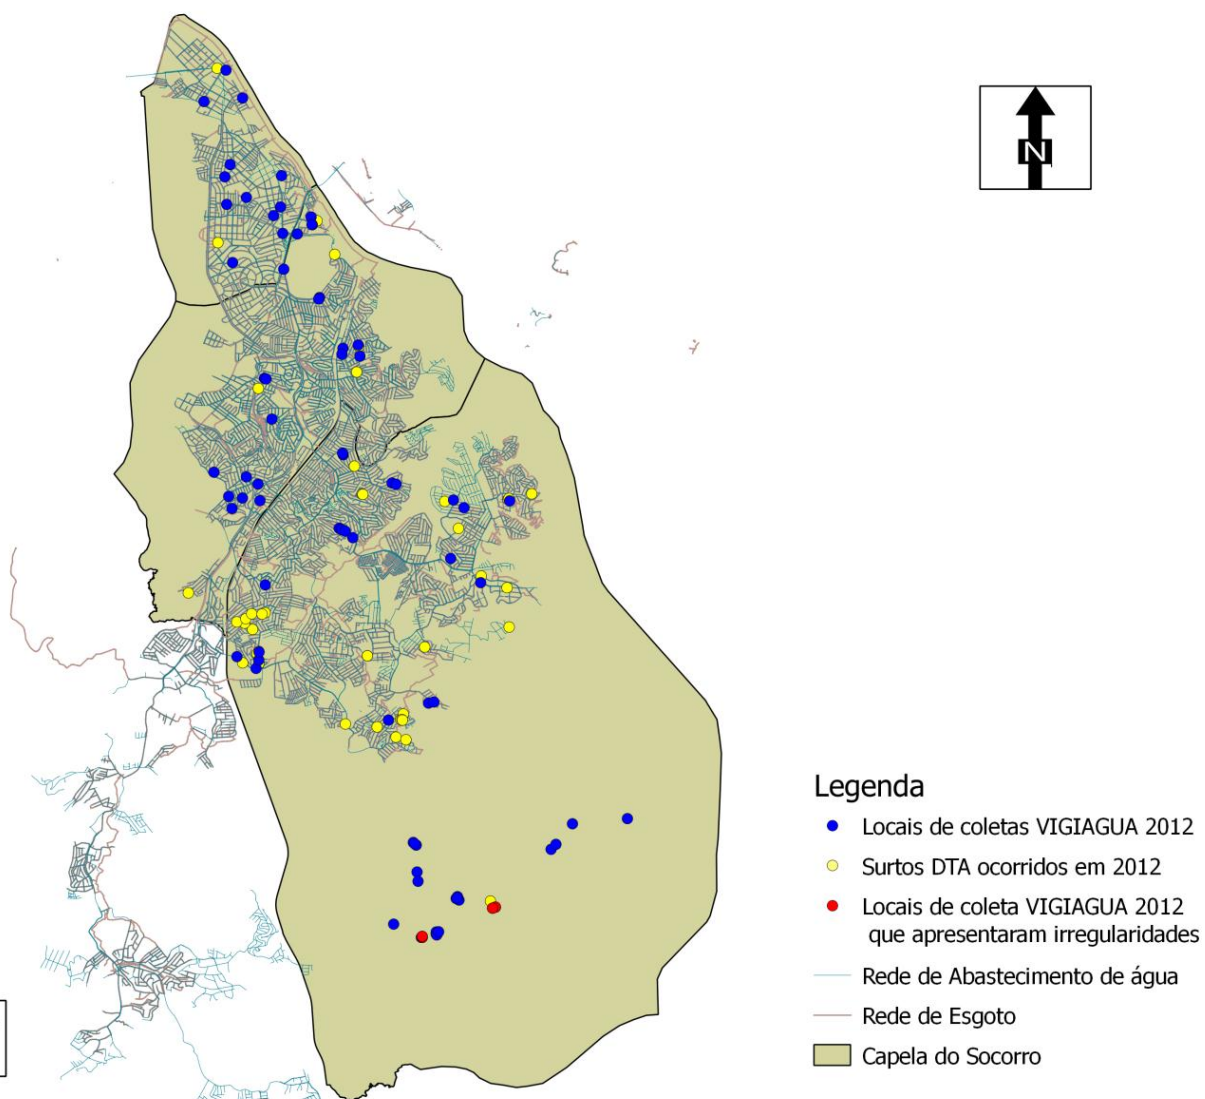 N
Legenda
Locais de coletas VIGIAGUA 2012
Surtos DTA ocorridos em 2012
Locais de coleta VIGIAGUA 2012
que apresentaram irregularidades
Rede de Abastecimento de água
Rede de Esgoto
Capela do Socorro